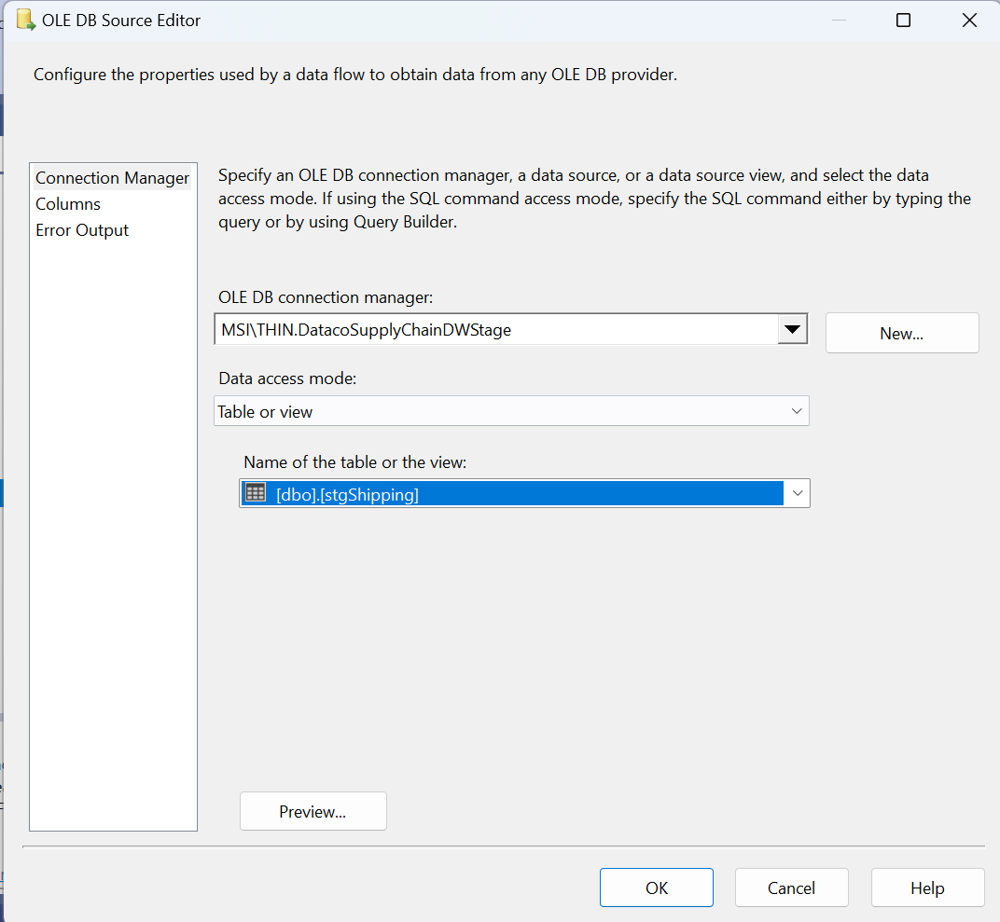 OLE DB Source Editor
Configure the properties used by a data flow to obtain data from any OLE DB provider.
Connection Manager
Columns
Error Output
Specify an OLE DB connection manager, a data source, or a data source view, and select the data
access mode. If using the SQL command access mode, specify the SQL command either by typing the
query or by using Query Builder.
OLE DB connection manager:
MSI\THIN.DatacoSupplyChainDWStage
New...
Data access mode:
Table or view
Name of the table or the view:
[dbo].[stgShipping]
Preview...
OK
Cancel
Help